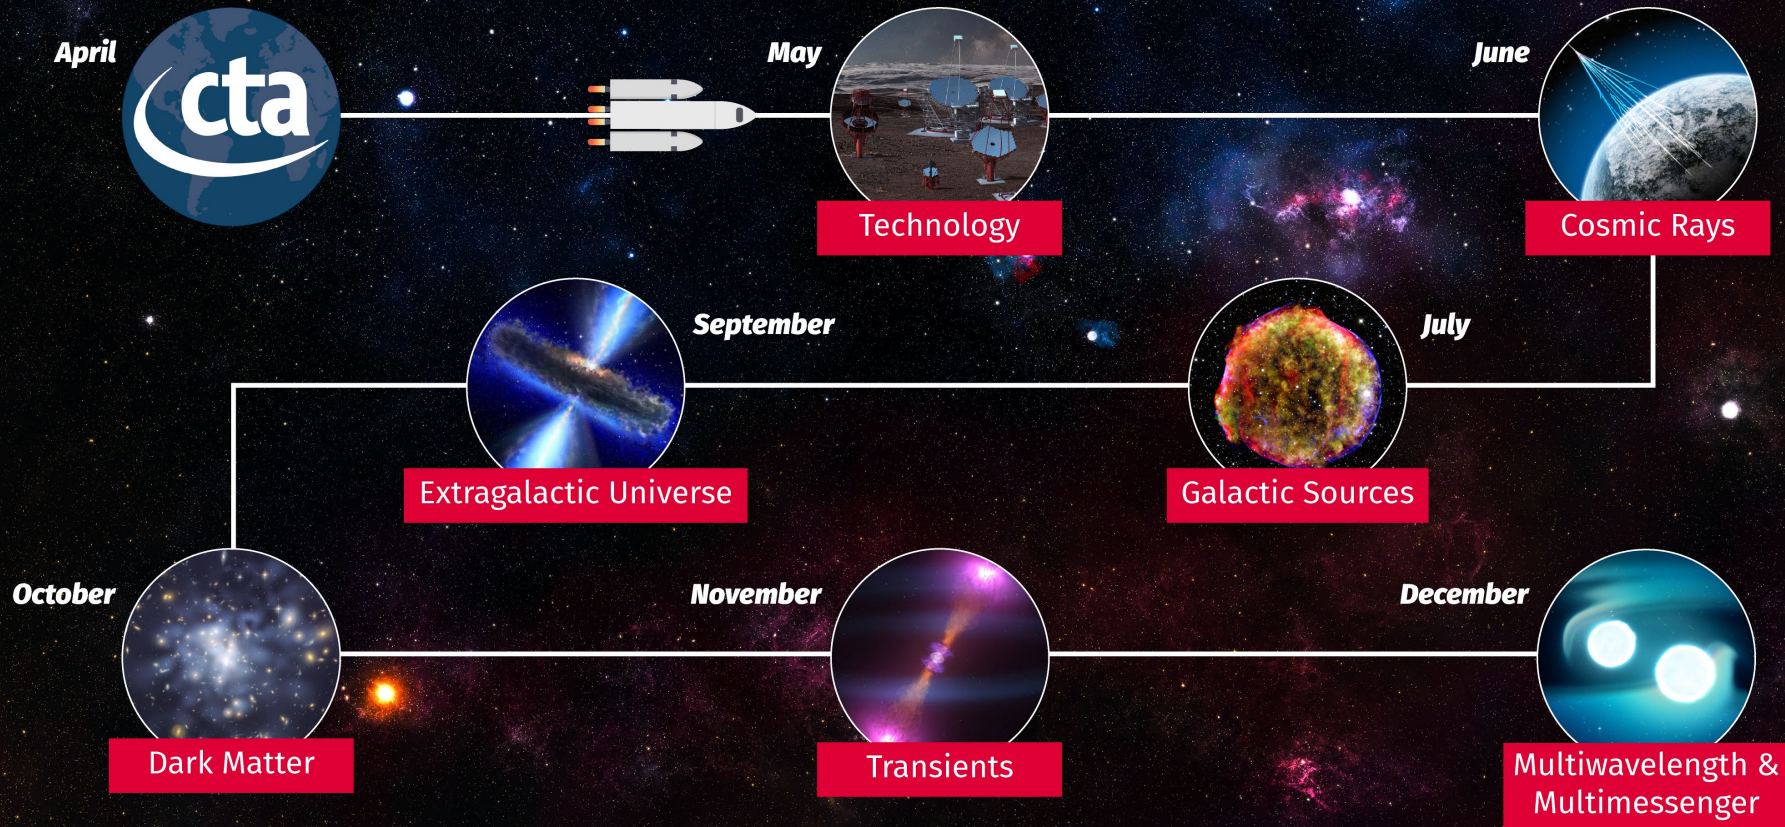 April
cta
May
Technology
June
Cosmic Rays
July
Galactic Sources
September
Extragalactic Universe
October
Dark Matter
November
Transients
December
Multiwavelength &
Multimessenger